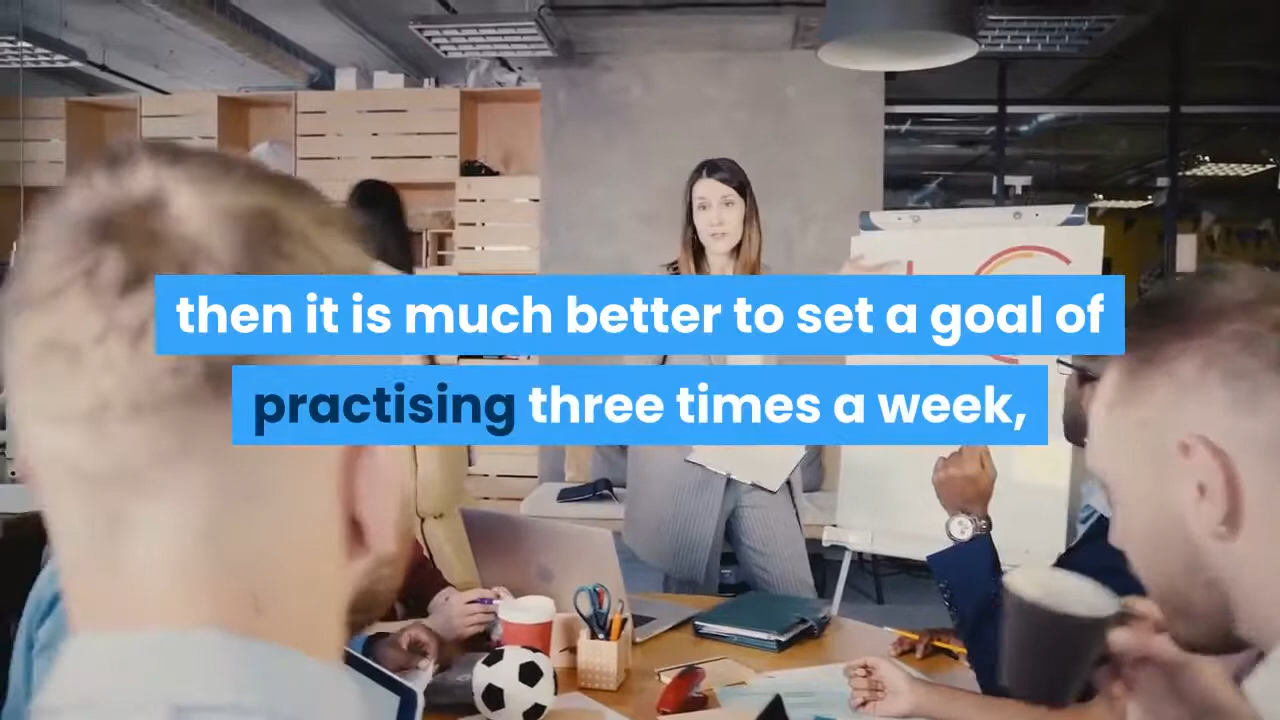 then it is much better to set a goal of
practising three times a week,